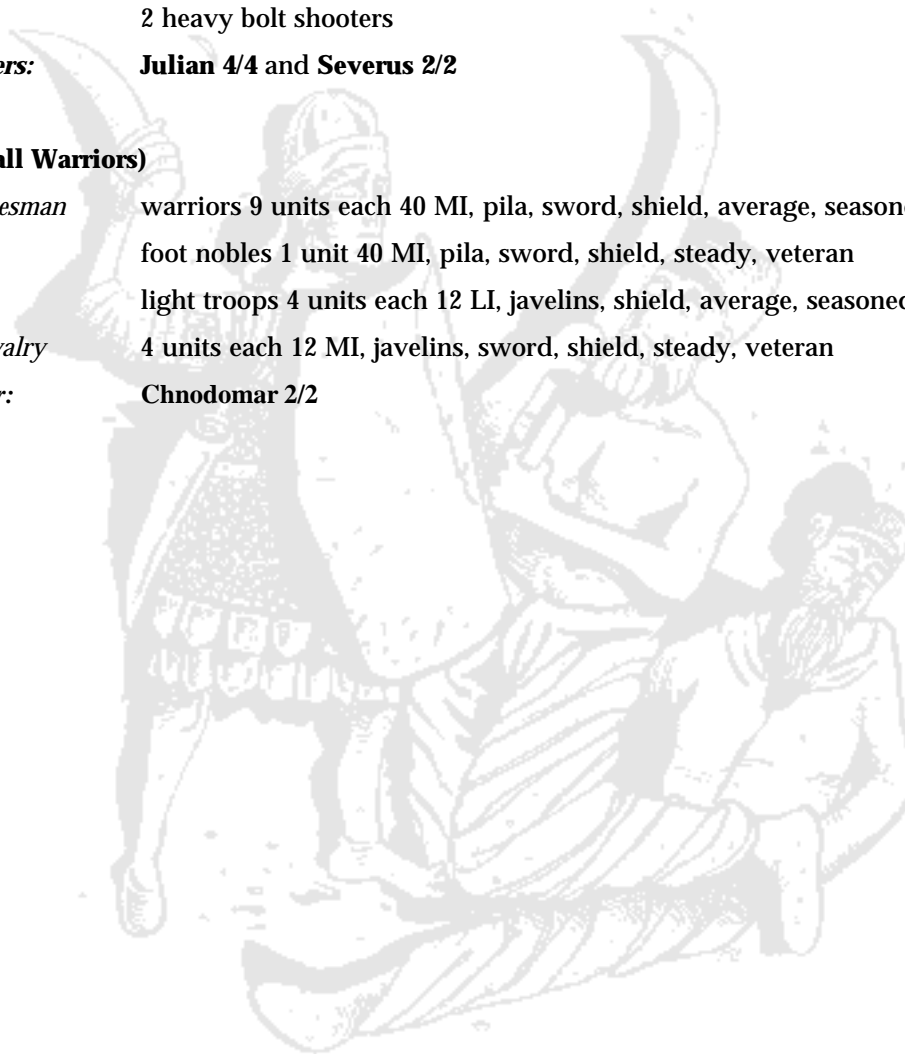 2 heavy bolt shooters
ers: Julian 4/4 and Severus 2/2
all Warriors)
esman warriors 9 units each 40 MI, pila, sword, shield, average, season
foot nobles 1 unit 40 MI, pila, sword, shield, steady, veteran
light troops 4 units each 12 LI, javelins, shield, average, seasoned
valry 4 units each 12 MI, javelins, sword, shield, steady, veteran
r: Chnodomar 2/2